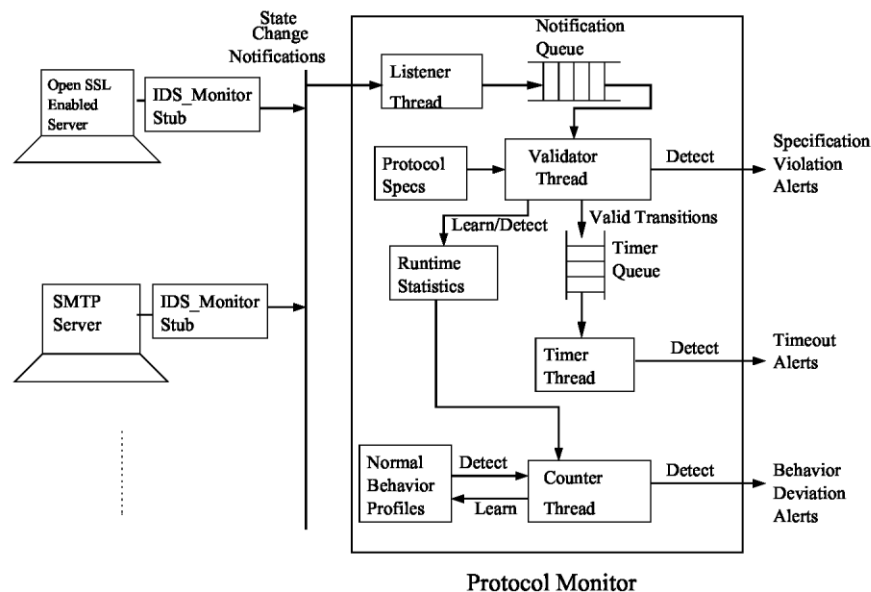 State
Change
Notifications
Open SSL
Enabled
Server
IDS_Monitor
Stub
SMTP
Server
IDS_Monitor
Stub
Listener
Thread
Notification
Queue
Protocol
Specs
Validator
Thread
Detect
Specification
Violation
Alerts
Learn/Detect
Valid Transitions
Runtime
Statistics
Timer
Queue
Timer
Thread
Detect
Timeout
Alerts
Normal
Behavior
Profiles
Detect
Learn
Counter
Thread
Detect
Behavior
Deviation
Alerts
Protocol Monitor